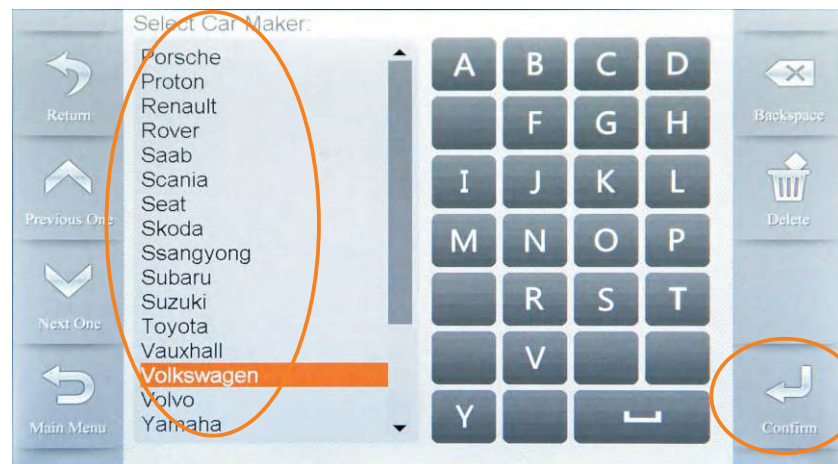 Select Car Maker:
Porsche
Proton
Renault
Rover
Saab
Scania
Seat
Skoda
Ssangyong
Subaru
Suzuki
Toyota
Vauxhall
Volkswagen
Volvo
Yamaha
Return
Previous One
Next One
Main Menu
A B C D
F G H
I J K L
M N O P
R S T
V
Y
Backspace
Delete
Confirm